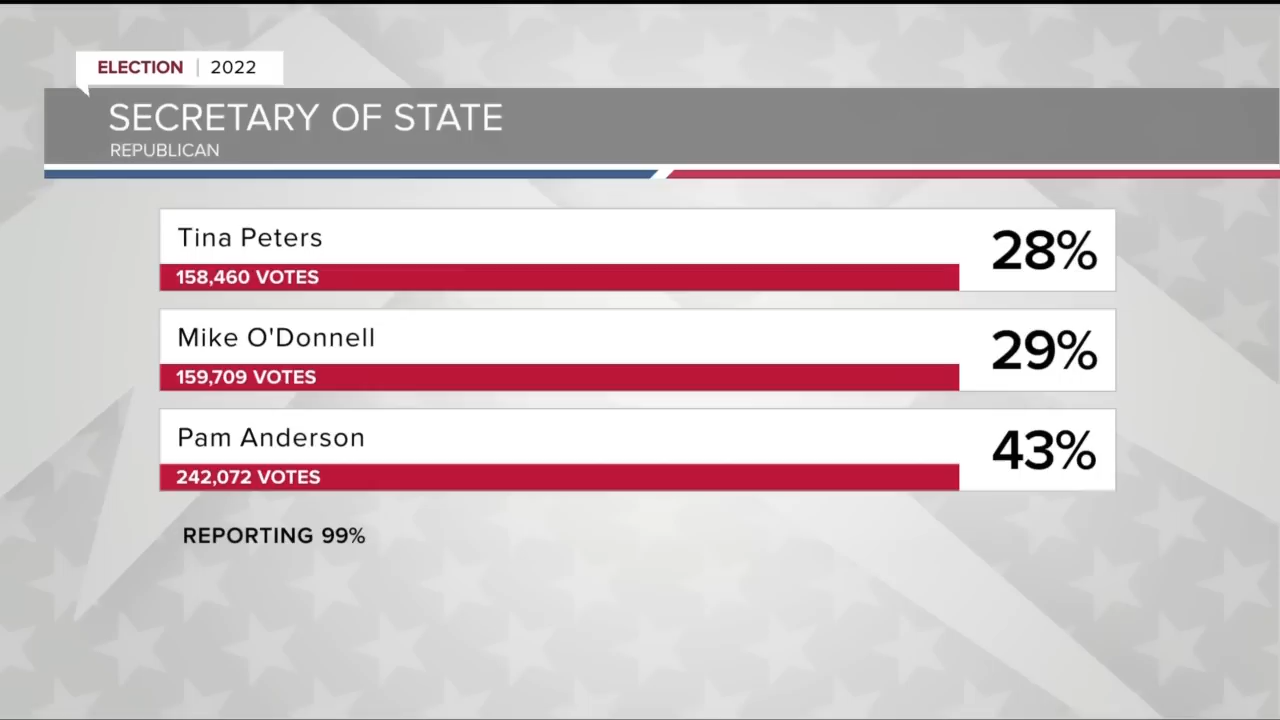 ELECTION | 2022
SECRETARY OF STATE
REPUBLICAN
Tina Peters
28%
158,460 VOTES
Mike O'Donnell
29%
159,709 VOTES
Pam Anderson
43%
242,072 VOTES
REPORTING 99%